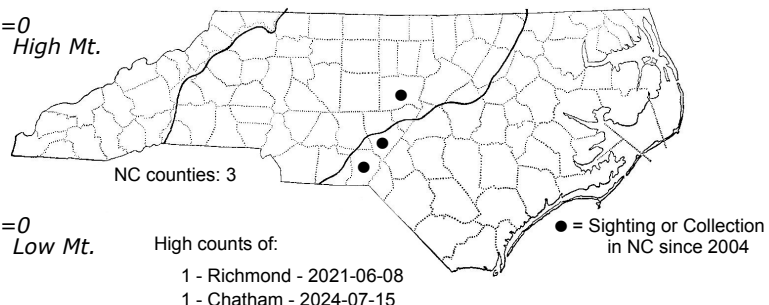 =0
High Mt.
NC counties: 3
=0
Low Mt.
High counts of:
1 - Richmond - 2021-06-08
1 - Chatham - 2024-07-15
● = Sighting or Collection
in NC since 2004